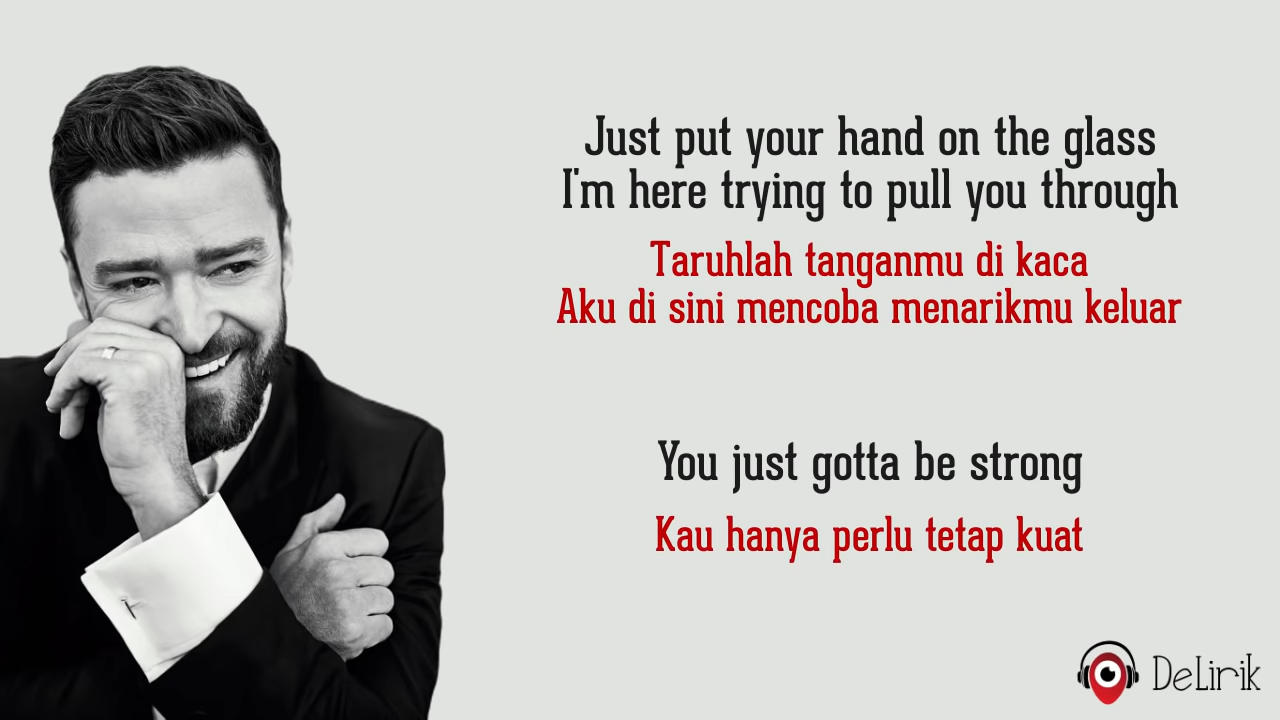 Just put your hand on the glass
I'm here trying to pull you through
Taruhlah tanganmu di kaca
Aku di sini mencoba menarikmu keluar
You just gotta be strong
Kau hanya perlu tetap kuat
DeLirik